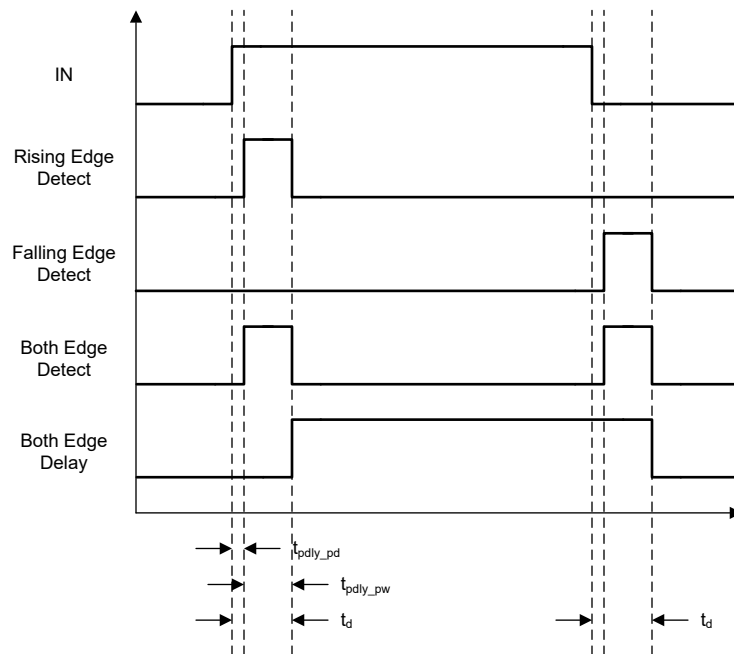 IN
Rising Edge
Detect
Falling Edge
Detect
Both Edge
Detect
Both Edge
Delay
tpdly_pd
tpdly_pw
td
td